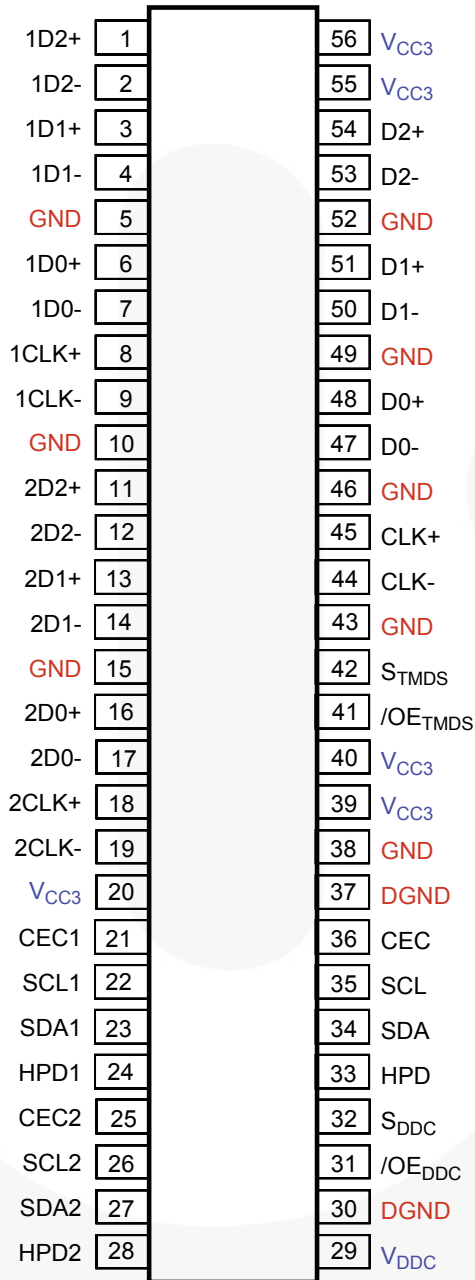 1D2+ 1 56 VCC3
1D2- 2 55 VCC3
1D1+ 3 54 D2+
1D1- 4 53 D2-
GND 5 52 GND
1D0+ 6 51 D1+
1D0- 7 50 D1-
1CLK+ 8 49 GND
1CLK- 9 48 D0+
GND 10 47 D0-
2D2+ 11 46 GND
2D2- 12 45 CLK+
2D1+ 13 44 CLK-
2D1- 14 43 GND
GND 15 42 STMDS
2D0+ 16 41 /OETMDS
2D0- 17 40 VCC3
2CLK+ 18 39 VCC3
2CLK- 19 38 GND
VCC3 20 37 DGND
CEC1 21 36 CEC
SCL1 22 35 SCL
SDA1 23 34 SDA
HPD1 24 33 HPD
CEC2 25 32 SDDC
SCL2 26 31 /OEDDC
SDA2 27 30 DGND
HPD2 28 29 VDDC